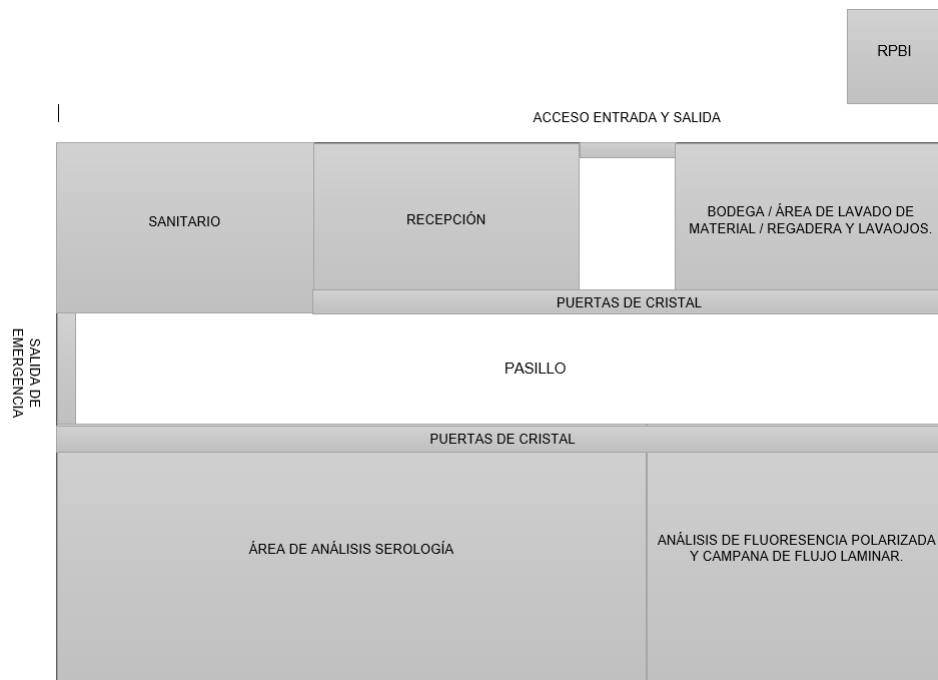 RPBI
ACCESO ENTRADA Y SALIDA
SANITARIO
RECEPCIÓN
BODEGA / ÁREA DE LAVADO DE
MATERIAL / REGADERA Y LAVAOJOS.
PUERTAS DE CRISTAL
SALIDA DE
EMERGENCIA
PASILLO
PUERTAS DE CRISTAL
ÁREA DE ANÁLISIS SEROLOGÍA
ANÁLISIS DE FLUORESENCIA POLARIZADA
Y CAMPANA DE FLUJO LAMINAR.